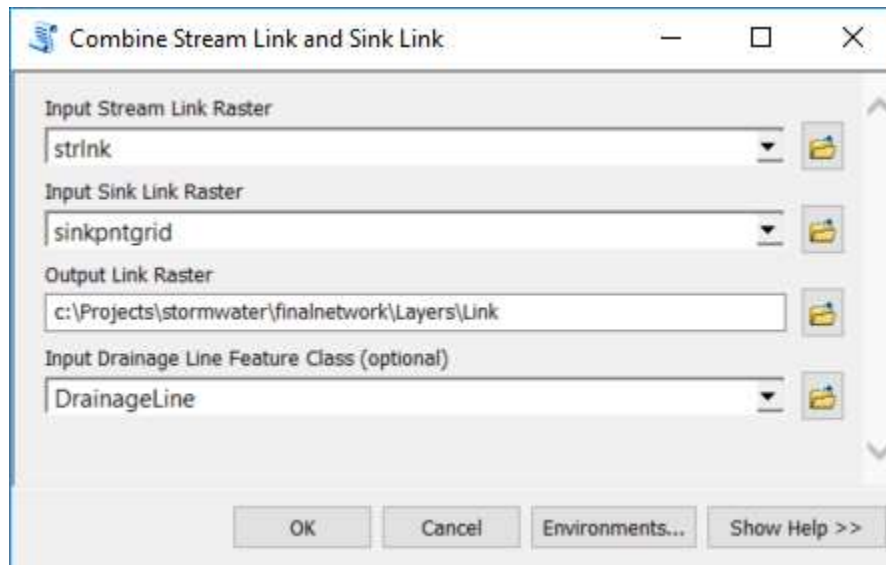 Combine Stream Link and Sink Link
Input Stream Link Raster
strlnk
Input Sink Link Raster
sinkpntgrid
Output Link Raster
c:\Projects\stormwater\finalnetwork\Layers\Link
Input Drainage Line Feature Class (optional)
DrainageLine
OK Cancel Environments... Show Help >>